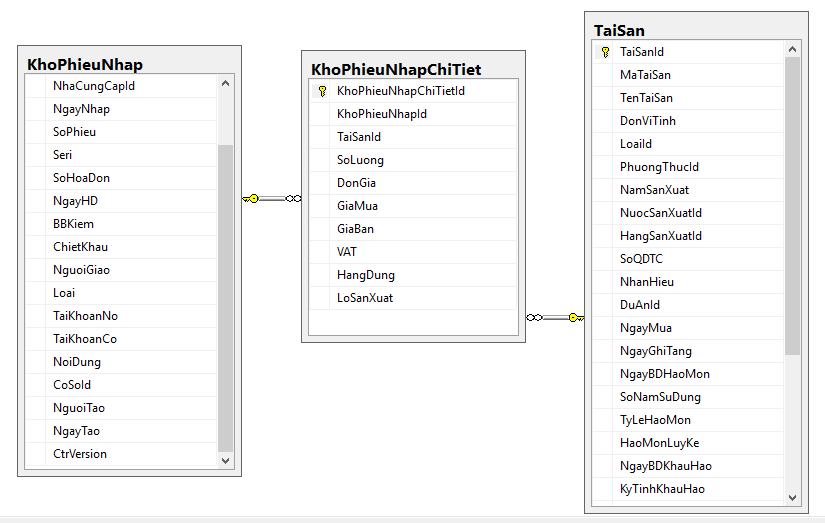 KhoPhieuNhap
NhaCungCapId
NgayNhap
SoPhieu
Seri
SoHoaDon
NgayHD
BBKiem
ChietKhau
NguoiGiao
Loai
TaiKhoanNo
TaiKhoanCo
NoiDung
CoSoId
NguoiTao
NgayTao
CtrVersion
KhoPhieuNhapChiTiet
KhoPhieuNhapChiTietId
KhoPhieuNhapId
TaiSanId
SoLuong
DonGia
GiaMua
GiaBan
VAT
HangDung
LoSanXuat
TaiSan
TaiSanId
MaTaiSan
TenTaiSan
DonViTinh
LoaiId
PhuongThucId
NamSanXuat
NuocSanXuatId
HangSanXuatId
SoQDTC
NhanHieu
DuAnId
NgayMua
NgayGhiTang
NgayBDHaoMon
SoNamSuDung
TyLeHaoMon
HaoMonLuyKe
NgayBDKhauHao
KyTinhKhauHao